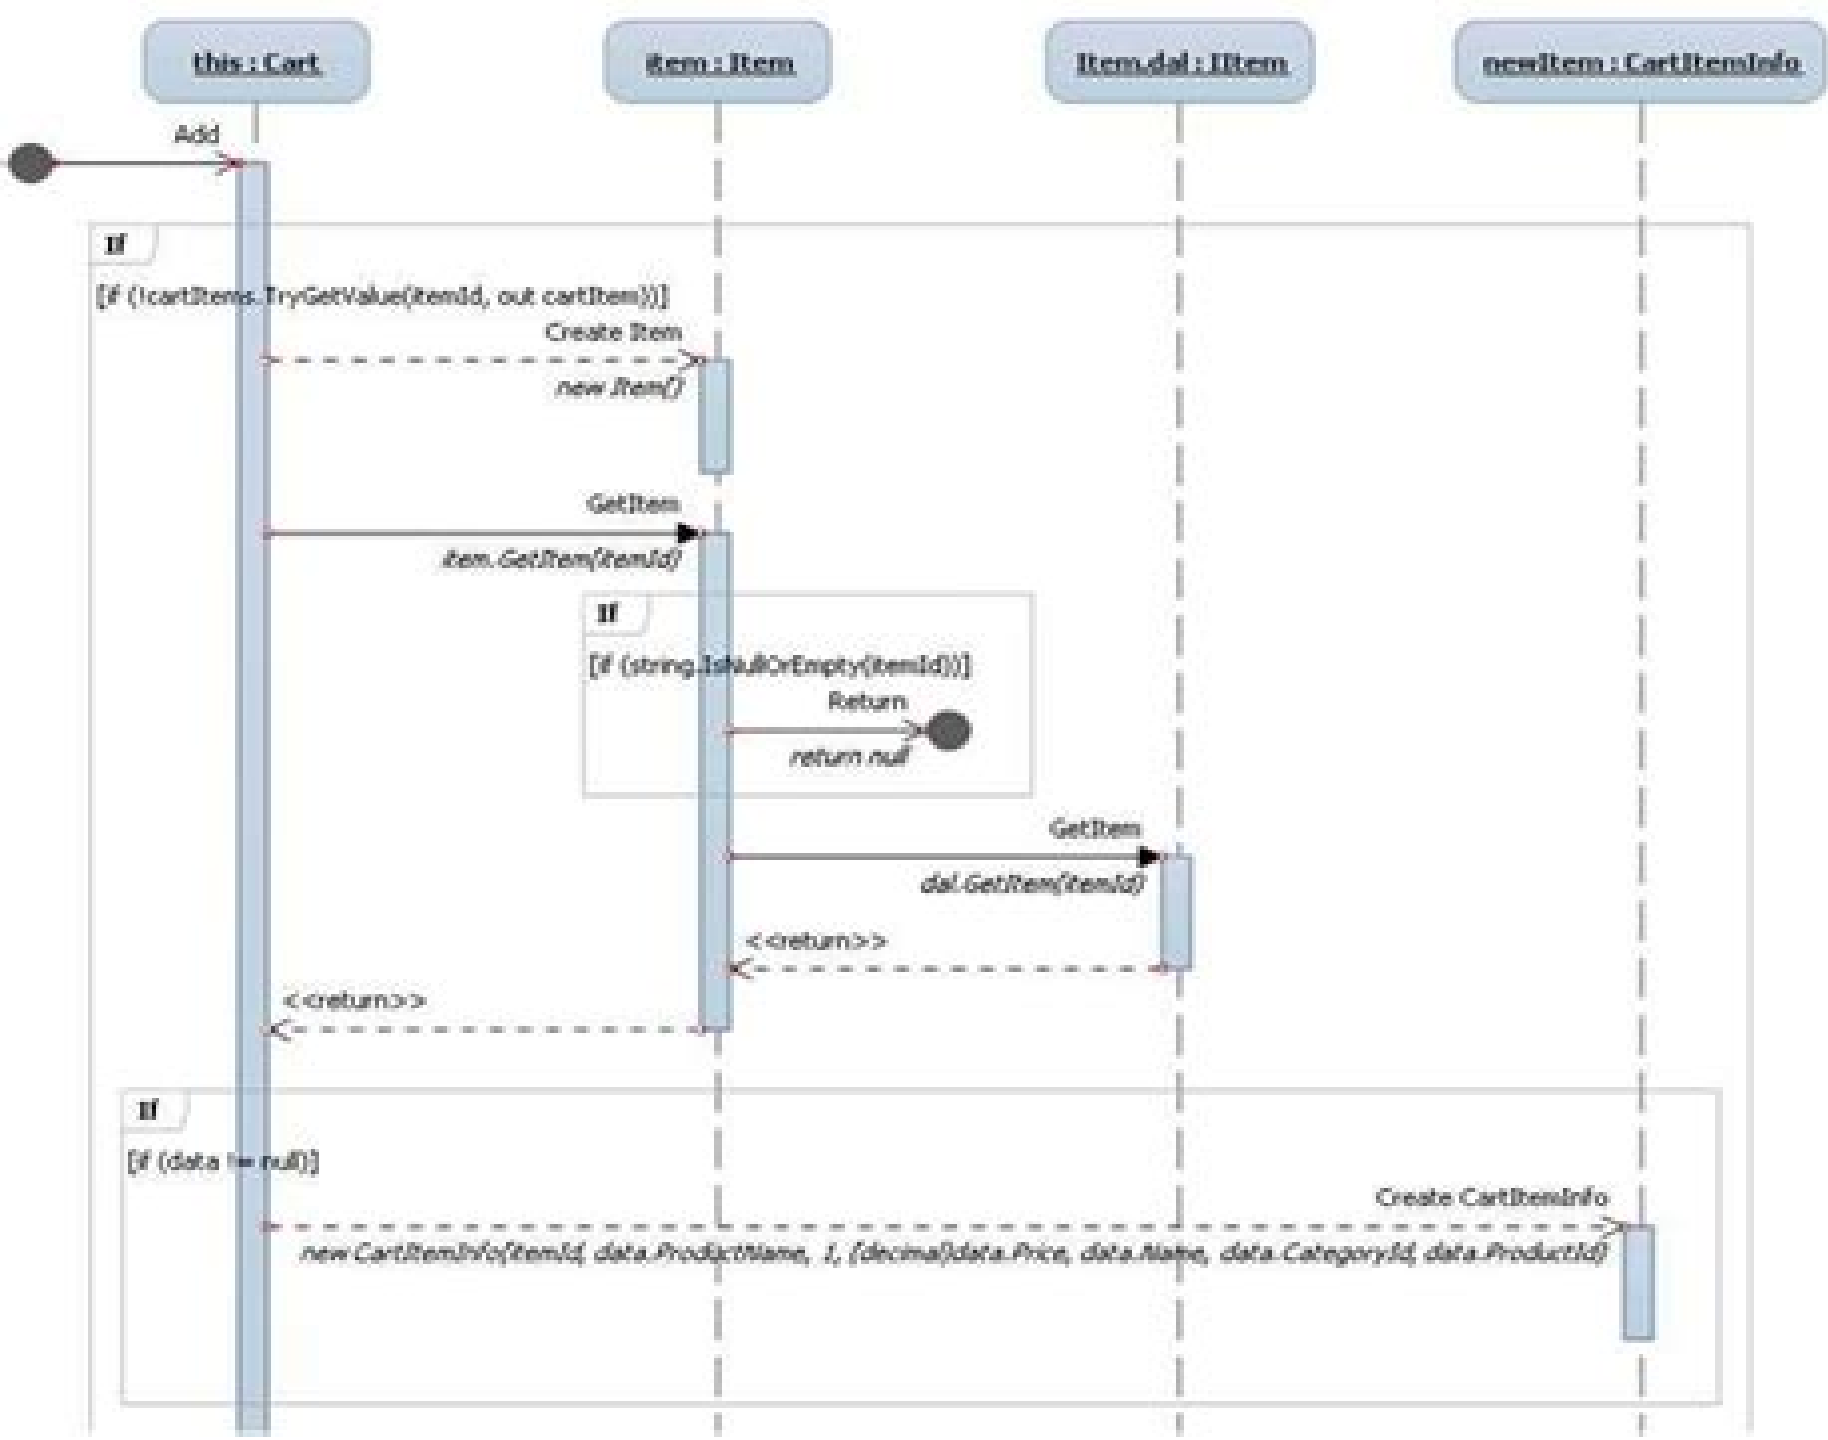 this : Cart
item : Item
Item.dal : IItem
newItem : CartItemInfo
Add
If
[if (!cartItems.TryGetValue(itemId, out cartItem))]
Create Item
new Item()
GetItem
item.GetItem(itemId)
If
[if (string.IsNullOrEmpty(itemId))]
Return
return null
GetItem
dal.GetItem(itemId)
<<return>>
<<return>>
If
[if (data != null)]
Create CartItemInfo
new CartItemInfo(itemId, data.ProductName, 1, (decimal)data.Price, data.Name, data.CategoryId, data.ProductId)